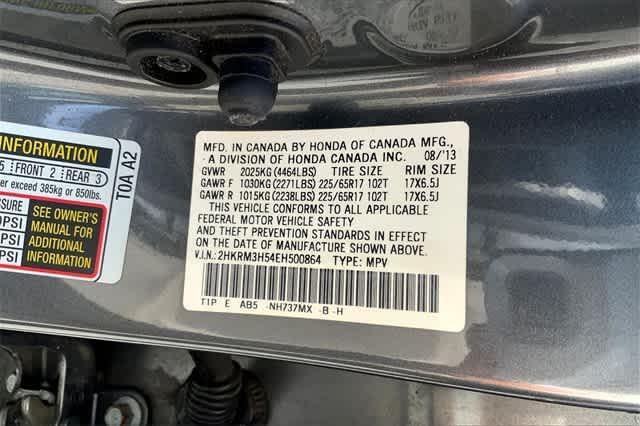 INFORMATION
5 FRONT 2 REAR 3
ever exceed 385kg or 850lbs.
SSURE
PSI
PSI
PSI
SEE OWNER'S
MANUAL FOR
ADDITIONAL
INFORMATION
T0A A2
MFD. IN CANADA BY HONDA OF CANADA MFG.,
A DIVISION OF HONDA CANADA INC. 08/'13
GVWR 2025KG (4464LBS) TIRE SIZE RIM SIZE
GAWR F 1030KG (2271LBS) 225/65R17 102T 17X6.5J
GAWR R 1015KG (2238LBS) 225/65R17 102T 17X6.5J
THIS VEHICLE CONFORMS TO ALL APPLICABLE
FEDERAL MOTOR VEHICLE SAFETY
AND THEFT PREVENTION STANDARDS IN EFFECT
ON THE DATE OF MANUFACTURE SHOWN ABOVE.
V.I.N.: 2HKRM3H54EH500864 TYPE: MPV
TIP E AB5 -NH737MX -B-H